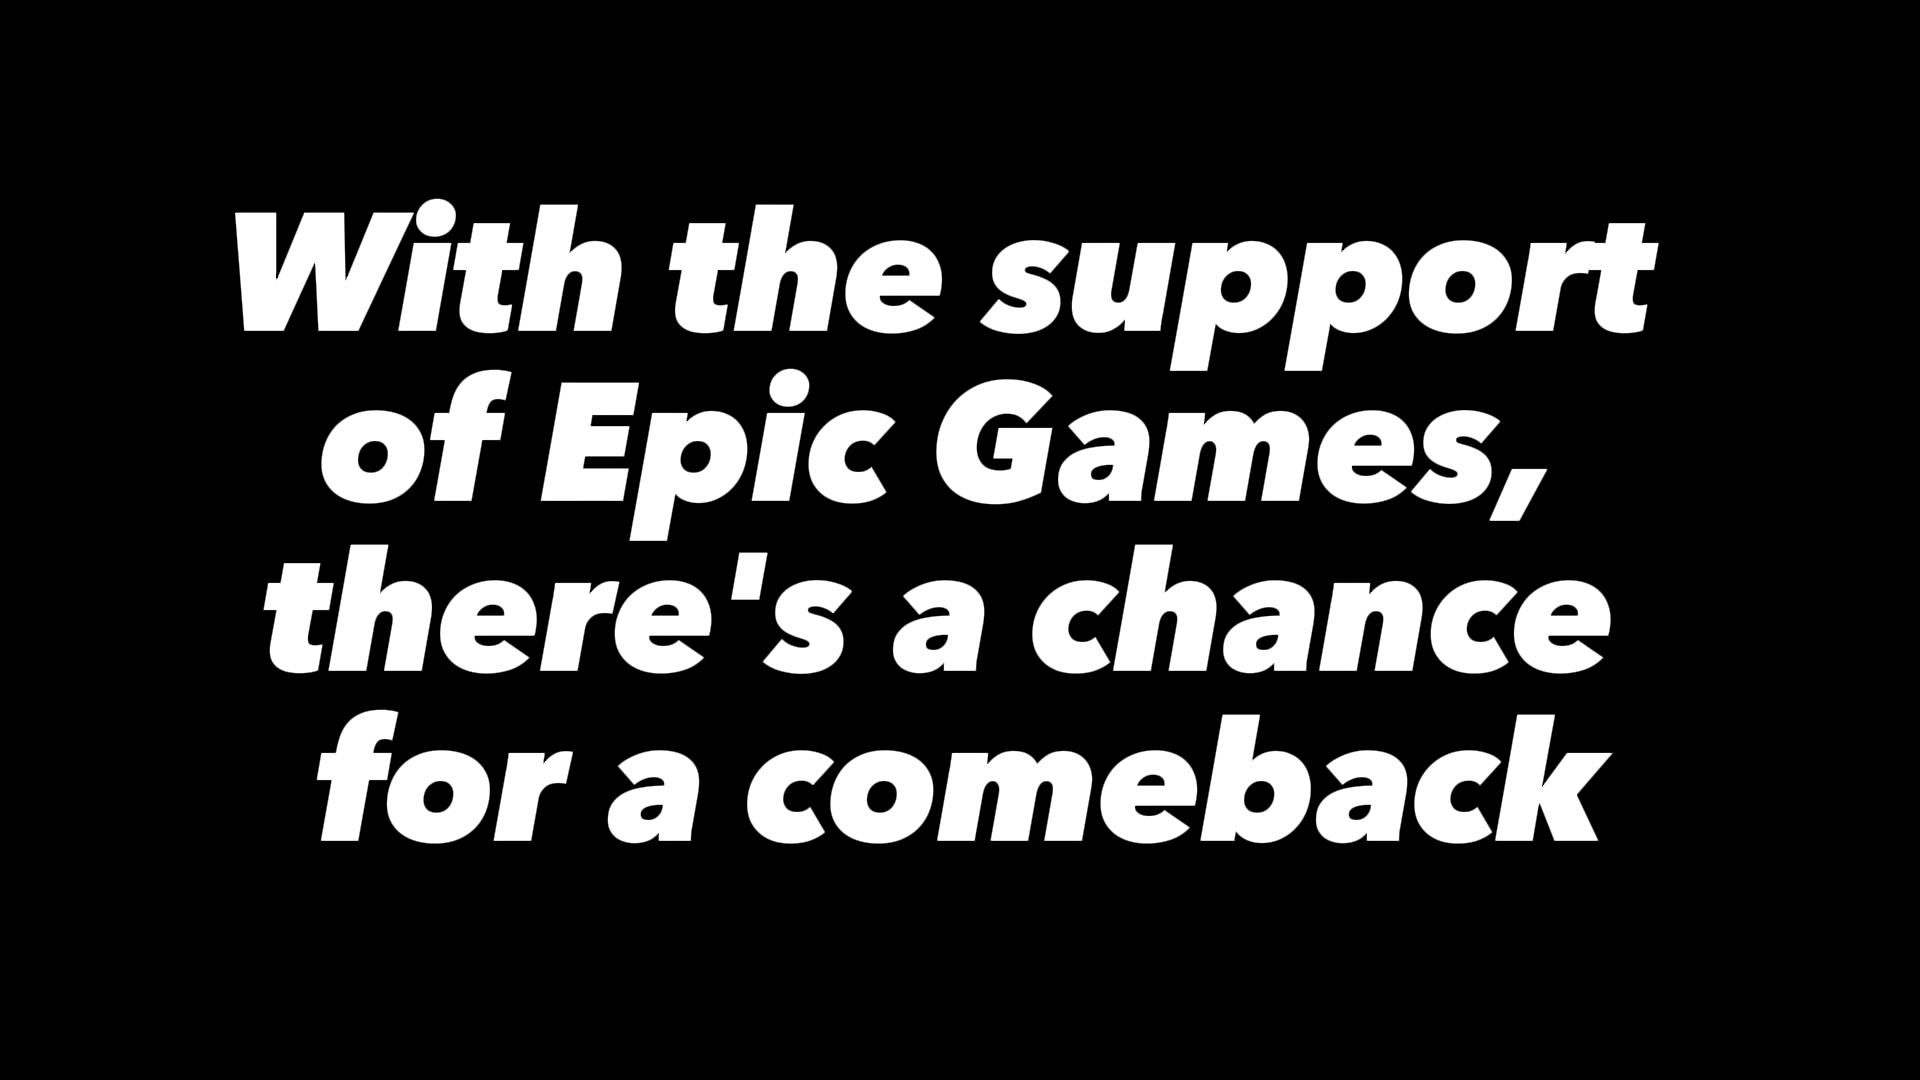 With the support
of Epic Games,
there's a chance
for a comeback